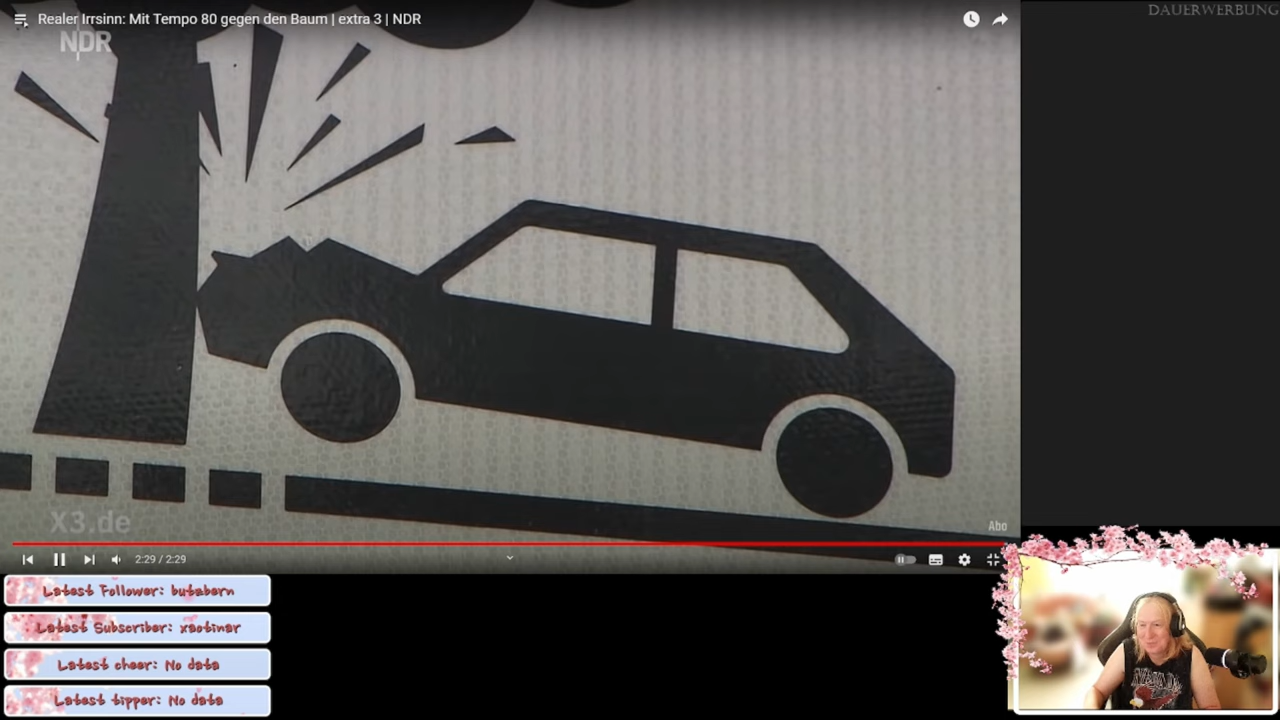 Realer Irrsinn: Mit Tempo 80 gegen den Baum | extra 3 | NDR
DAUERWERBUNG
NDR
X3.de
Abo
2:29 / 2:29
Latest Follower: butabern
Latest Subscriber: xaotinar
Latest cheer: No data
Latest tipper: No data